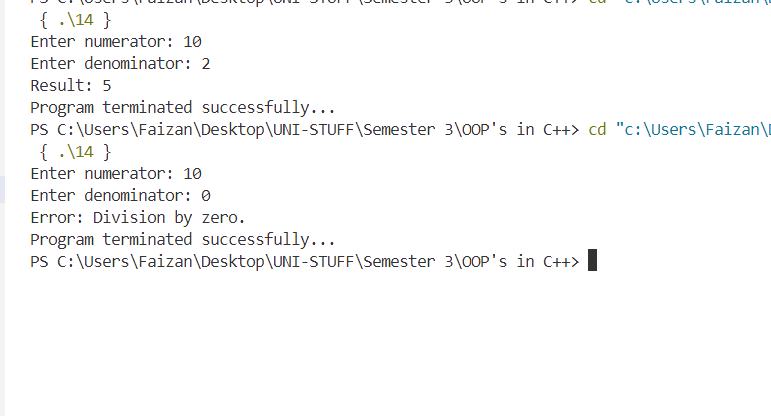 { .\14 }
Enter numerator: 10
Enter denominator: 2
Result: 5
Program terminated successfully...
PS C:\Users\Faizan\Desktop\UNI-STUFF\Semester 3\OOP's in C++> cd "c:\Users\Faizan\
{ .\14 }
Enter numerator: 10
Enter denominator: 0
Error: Division by zero.
Program terminated successfully...
PS C:\Users\Faizan\Desktop\UNI-STUFF\Semester 3\OOP's in C++>